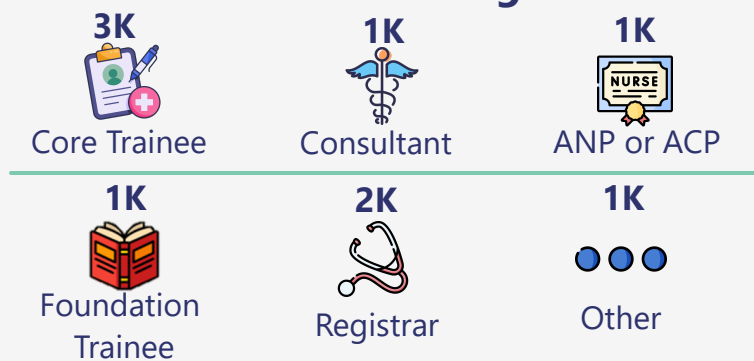 3K 1K 1K
NURSE
Core Trainee Consultant ANP or ACP
1K 2K 1K
Foundation
Trainee
Registrar
Other